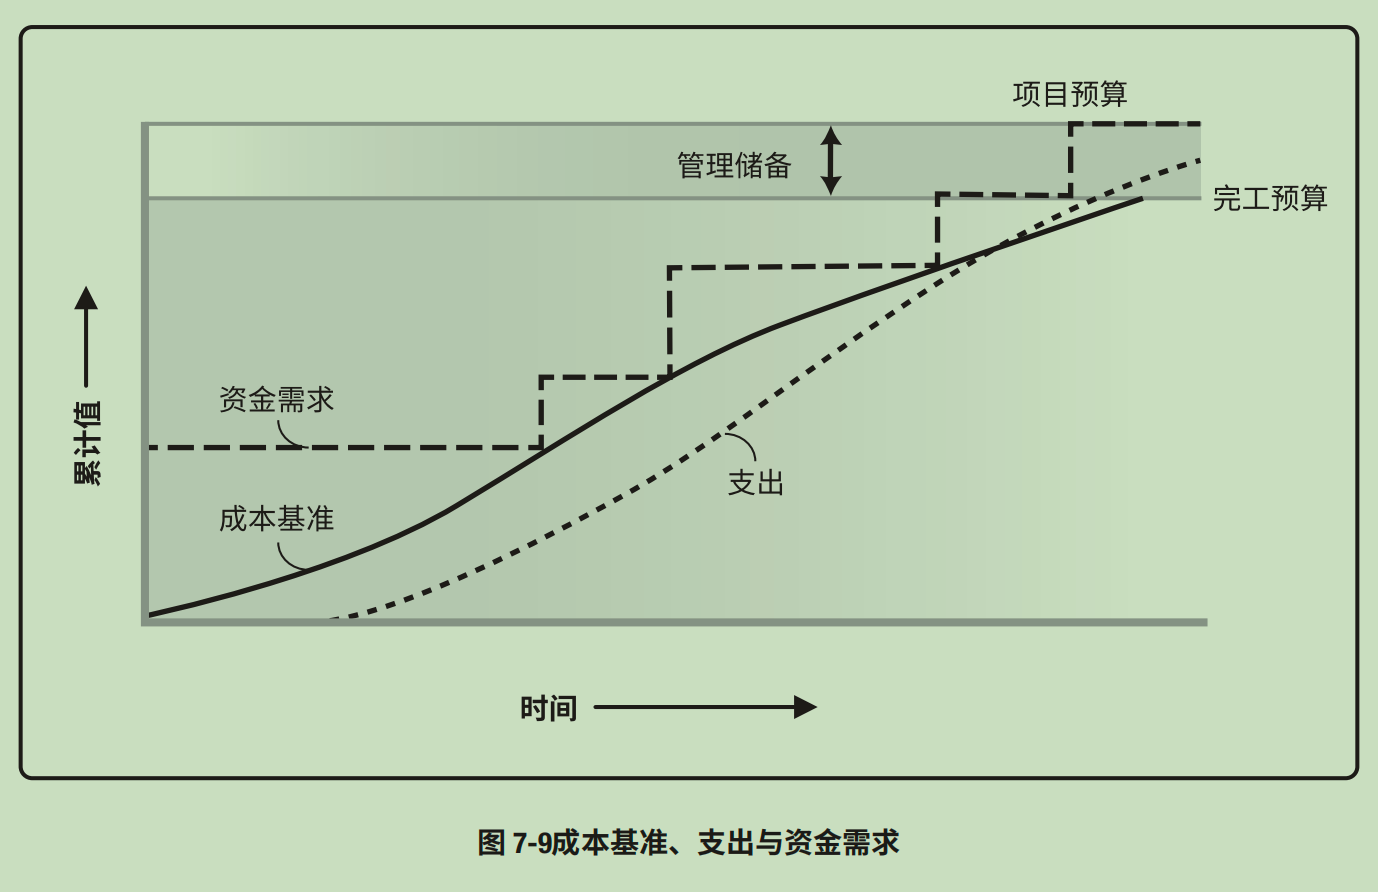 项目预算
管理储备
完工预算
资金需求
累计值
支出
成本基准
时间
图 7-9成本基准、支出与资金需求